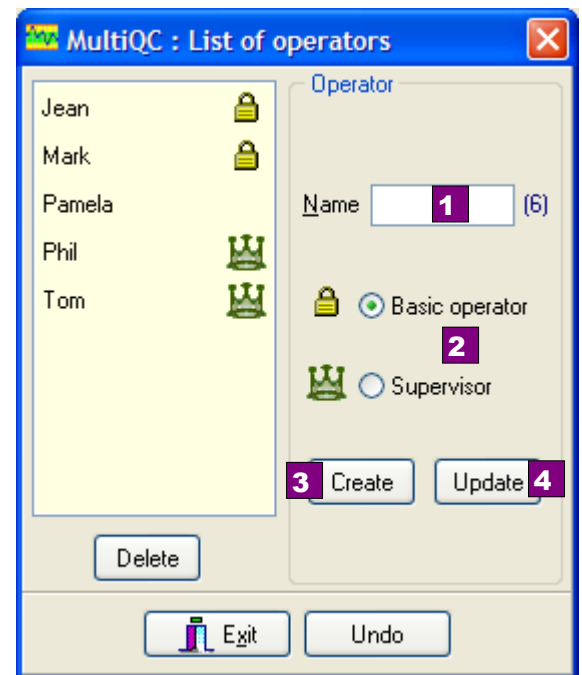 MultiQC : List of operators
Jean
Mark
Pamela
Phil
Tom
Delete
Operator
Name 1 (6)
Basic operator
2
Supervisor
3 Create Update 4
Exit Undo